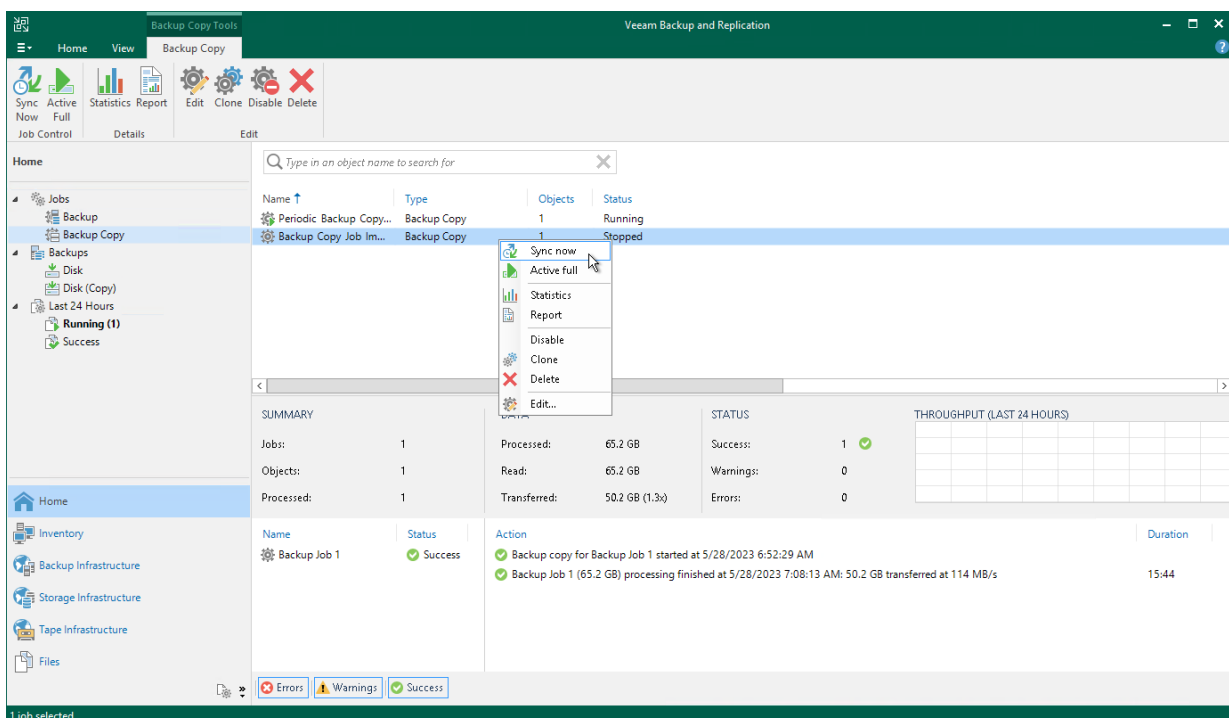 Backup Copy Tools
Veeam Backup and Replication
Home View Backup Copy
Sync Now
Active Full
Statistics Report
Edit Clone Disable Delete
Job Control Details Edit
Home
Type in an object name to search for
Jobs
Backup
Backup Copy
Backups
Disk
Disk (Copy)
Last 24 Hours
Running (1)
Success
Name Type Objects Status
Periodic Backup Copy... Backup Copy 1 Running
Backup Copy Job Im... Backup Copy 1 Stopped
Sync now
Active full
Statistics
Report
Disable
Clone
Delete
Edit...
SUMMARY DATA STATUS THROUGHPUT (LAST 24 HOURS)
Jobs: 1 Processed: 65.2 GB Success: 1
Objects: 1 Read: 65.2 GB Warnings: 0
Processed: 1 Transferred: 50.2 GB (1.3x) Errors: 0
Home
Inventory
Backup Infrastructure
Storage Infrastructure
Tape Infrastructure
Files
Name Status Action Duration
Backup Job 1 Success Backup copy for Backup Job 1 started at 5/28/2023 6:52:29 AM
Backup Job 1 (65.2 GB) processing finished at 5/28/2023 7:08:13 AM: 50.2 GB transferred at 114 MB/s 15:44
Errors Warnings Success
1 job selected